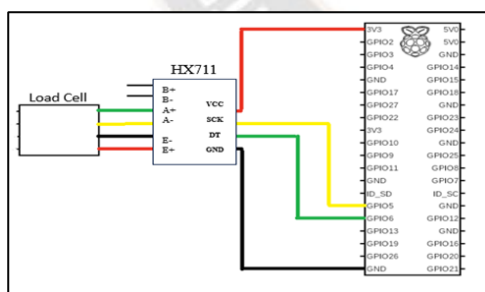 HX711
Load Cell
B+
B-
A+
A-
E-
E+
VCC
SCK
DT
GND
3V3 5V0
GPIO2 5V0
GPIO3 GND
GPIO4 GPIO14
GND GPIO15
GPIO17 GPIO18
GPIO27 GND
GPIO22 GPIO23
3V3 GPIO24
GPIO10 GND
GPIO9 GPIO25
GPIO11 GPIO8
GND GPIO7
ID_SD ID_SC
GPIO5 GND
GPIO6 GPIO12
GPIO13 GND
GPIO19 GPIO16
GPIO26 GPIO20
GND GPIO21